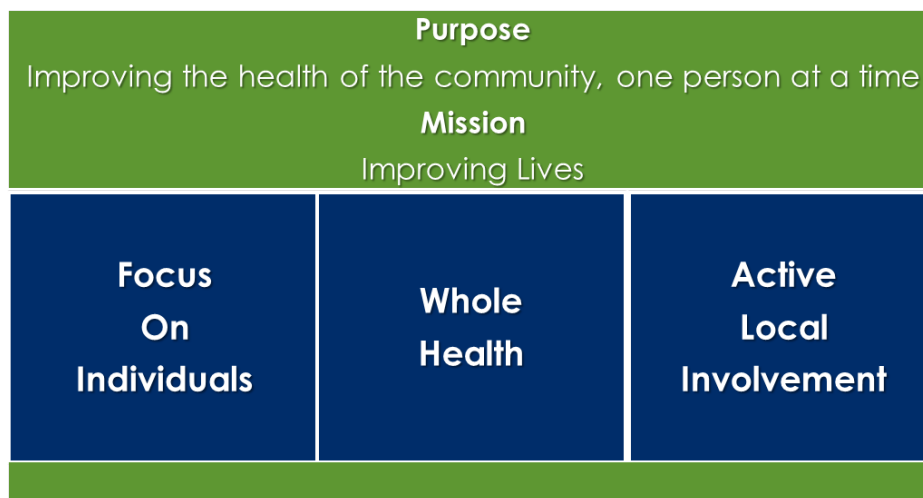 Purpose
Improving the health of the community, one person at a time
Mission
Improving Lives
Focus
On
Individuals
Whole
Health
Active
Local
Involvement